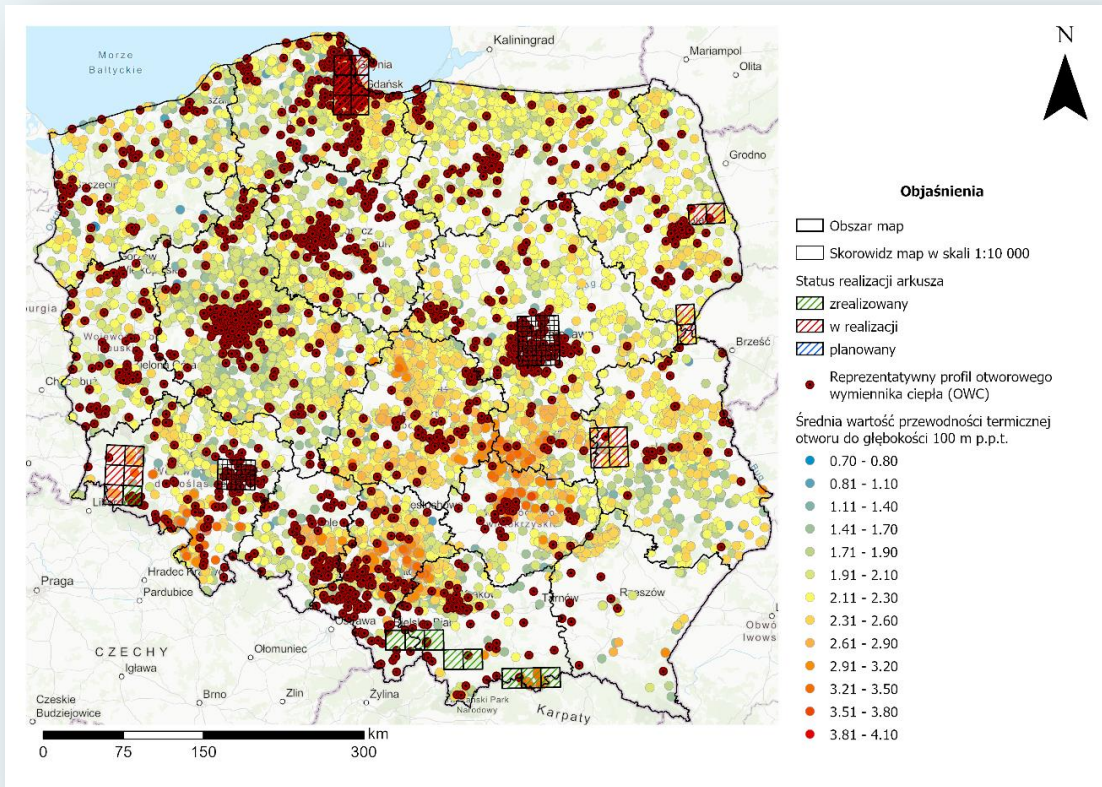 Morze
Bałtyckie
Kaliningrad
Mariampol
Olita
Gdańsk
Grodno
Brześć
Praga
Hradec
Pardubice
CZECHY
Igława
Ołomuniec
Brno
Zlín
Żylina
Czeskie
Budziejowice
Tarnów
Rzeszów
Park
Narodowy
Karpaty
km
0 75 150 300
N
Objaśnienia
Obszar map
Skorowidz map w skali 1:10 000
Status realizacji arkusza
zrealizowany
w realizacji
planowany
Reprezentatywny profil otworowego
wymiennika ciepła (OWC)
Średnia wartość przewodności termicznej
otworu do głębokości 100 m p.p.t.
0.70 - 0.80
0.81 - 1.10
1.11 - 1.40
1.41 - 1.70
1.71 - 1.90
1.91 - 2.10
2.11 - 2.30
2.31 - 2.60
2.61 - 2.90
2.91 - 3.20
3.21 - 3.50
3.51 - 3.80
3.81 - 4.10